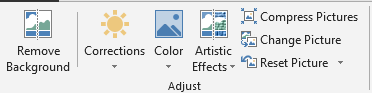 Remove
Background
Corrections
Color
Artistic
Effects
Compress Pictures
Change Picture
Reset Picture
Adjust